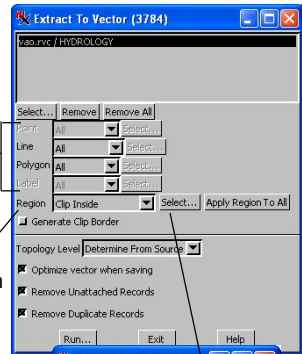 Extract To Vector (3784)
vao.rvc / HYDROLOGY
Select... Remove Remove All
Point All Select...
Line All Select...
Polygon All Select...
Label All Select...
Region Clip Inside Select... Apply Region To All
Generate Clip Border
Topology Level Determine From Source
Optimize vector when saving
Remove Unattached Records
Remove Duplicate Records
Run... Exit Help